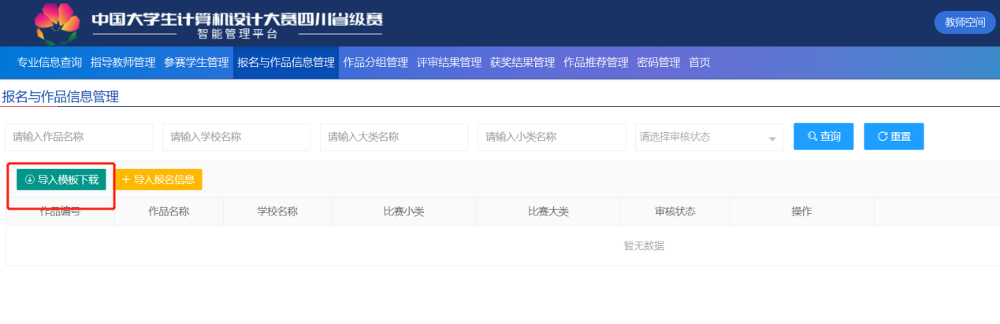 中国大学生计算机设计大赛四川省级赛
智能管理平台
教师空间
专业信息查询 指导教师管理 参赛学生管理 报名与作品信息管理 作品分组管理 评审结果管理 获奖结果管理 作品推荐管理 密码管理 首页
报名与作品信息管理
请输入作品名称 请输入学校名称 请输入大类名称 请输入小类名称 请选择审核状态 查询 重置
导入模板下载 导入报名信息
作品编号 作品名称 学校名称 比赛小类 比赛大类 审核状态 操作
暂无数据